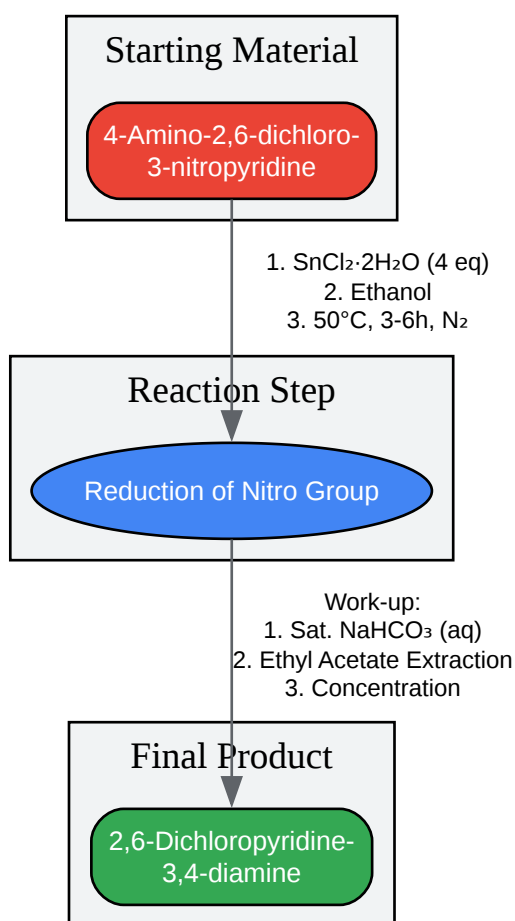 Starting Material
4-Amino-2,6-dichloro-
3-nitropyridine
1. SnCl₂·2H₂O (4 eq)
2. Ethanol
3. 50°C, 3-6h, N₂
Reaction Step
Reduction of Nitro Group
Work-up:
1. Sat. NaHCO₃ (aq)
2. Ethyl Acetate Extraction
3. Concentration
Final Product
2,6-Dichloropyridine-
3,4-diamine